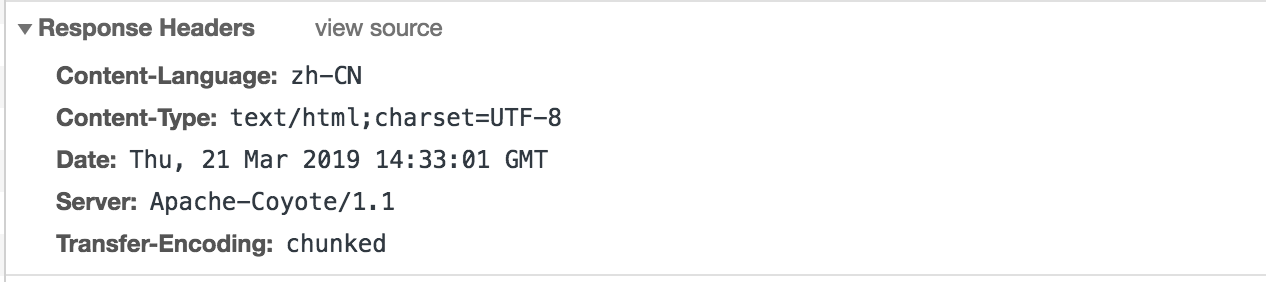 Response Headers view source
Content-Language: zh-CN
Content-Type: text/html;charset=UTF-8
Date: Thu, 21 Mar 2019 14:33:01 GMT
Server: Apache-Coyote/1.1
Transfer-Encoding: chunked